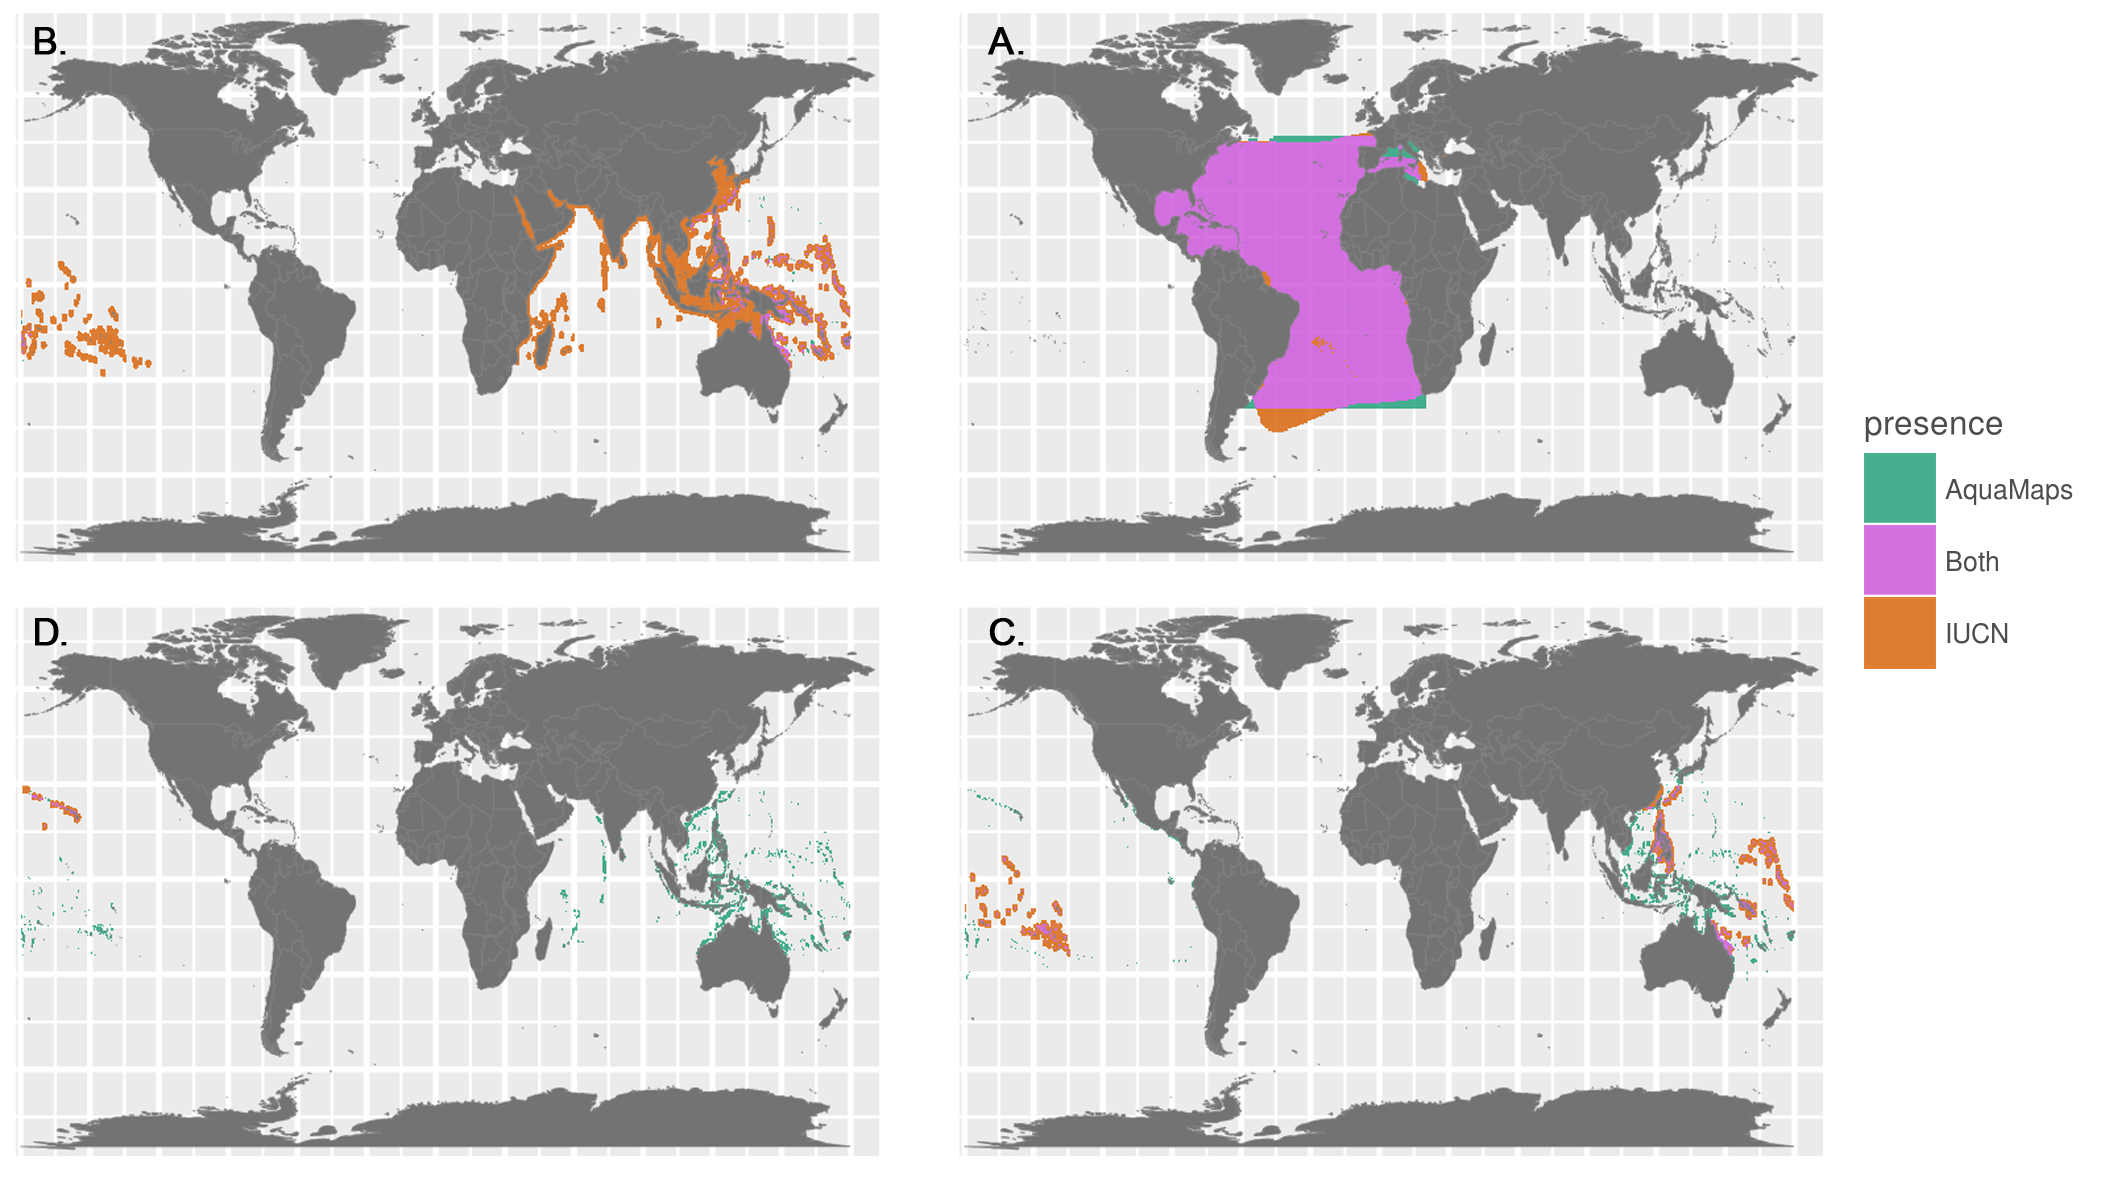 B.
A.
presence
AquaMaps
Both
IUCN
D.
C.